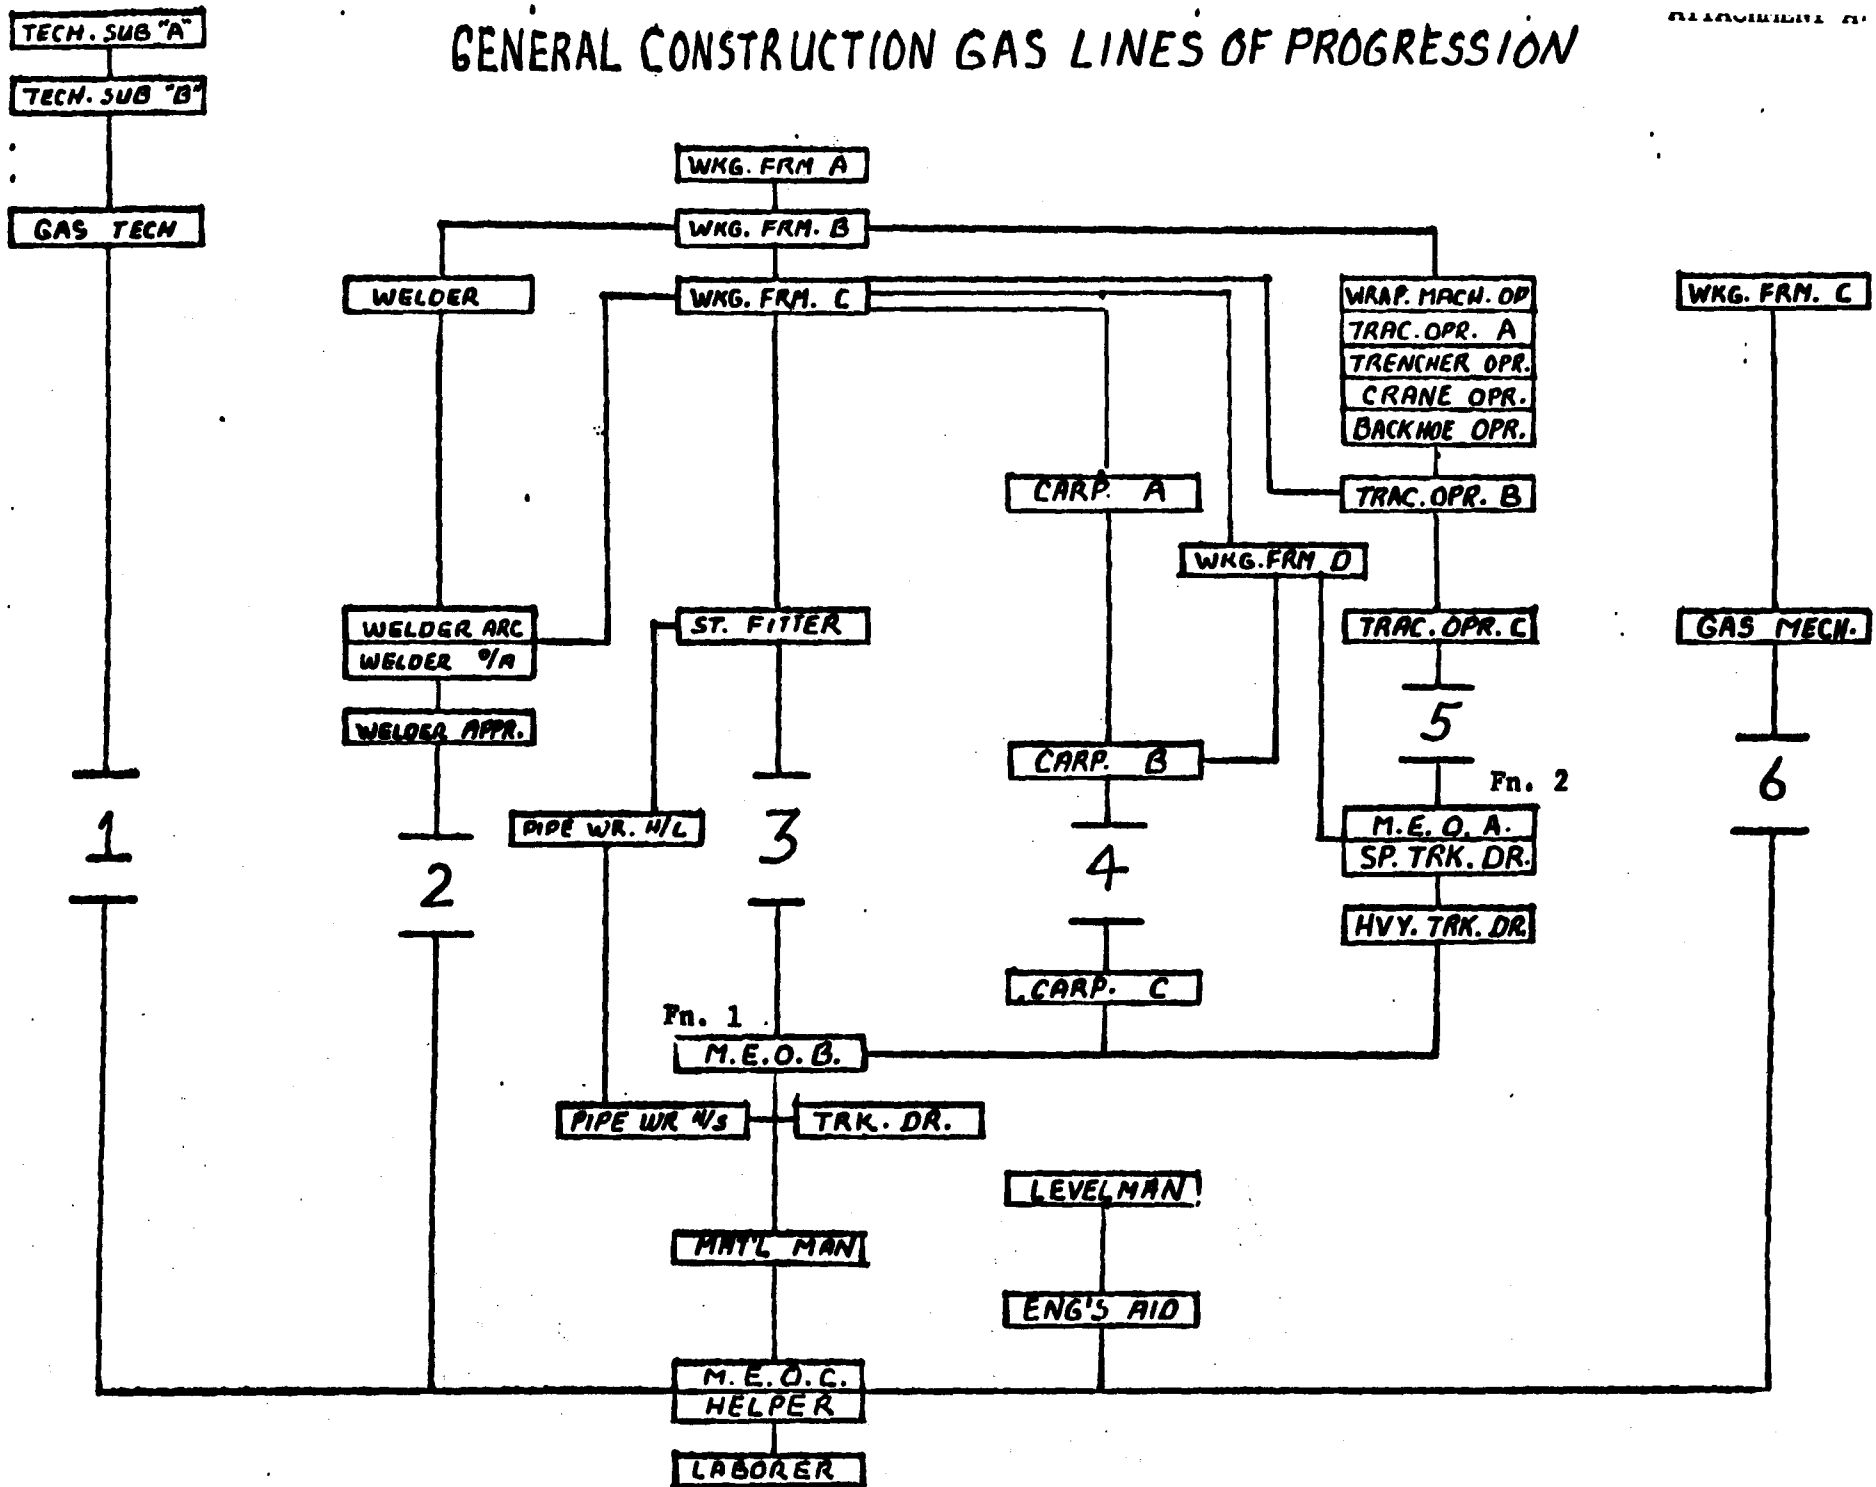 ATTACHMENT A.
GENERAL CONSTRUCTION GAS LINES OF PROGRESSION
TECH. SUB "A"
TECH. SUB "B"
GAS TECH
WKG. FRM A
WKG. FRM. B
WELDER
WKG. FRM. C
WRAP. MACH. OP
TRAC. OPR. A
TRENCHER OPR.
CRANE OPR.
BACKHOE OPR.
WKG. FRM. C
CARP. A
TRAC. OPR. B
WKG. FRM D
WELDER ARC
WELDER O/A
ST. FITTER
TRAC. OPR. C
GAS MECH.
WELDER APPR.
CARP. B
5
Fn. 2
6
1
PIPE WR. H/L
3
M.E.O.A.
SP. TRK. DR.
2
4
HVY. TRK. DR.
CARP. C
Fn. 1
M.E.O.B.
PIPE WR H/S
TRK. DR.
LEVELMAN
MAT'L MAN
ENG'S AID
M.E.O.C.
HELPER
LABORER